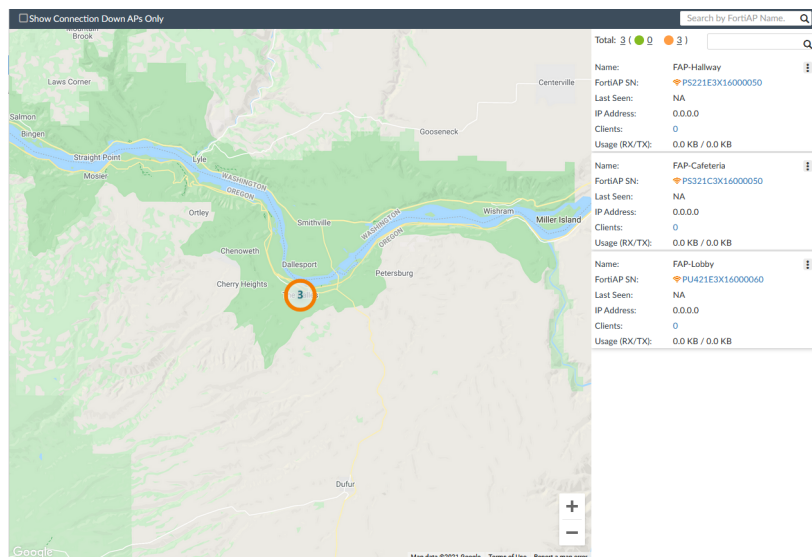 Show Connection Down APs Only
Search by FortiAP Name.
Total: 3 ( 0 3 )
Mountain
Brook
Laws Corner
Centerville
Salmon
Bingen
Gooseneck
Straight Point
Lyle
Mosier
WASHINGTON
OREGON
Ortley
Smithville
WASHINGTON
OREGON
Wishram
Miller Island
Chenoweth
Dallesport
Petersburg
Cherry Heights
3
Dufur
+
−
Google
Map data ©2021 Google Terms of Use Report a map error
Name: FAP-Hallway
FortiAP SN: PS221E3X16000050
Last Seen: NA
IP Address: 0.0.0.0
Clients: 0
Usage (RX/TX): 0.0 KB / 0.0 KB
Name: FAP-Cafeteria
FortiAP SN: PS321C3X16000050
Last Seen: NA
IP Address: 0.0.0.0
Clients: 0
Usage (RX/TX): 0.0 KB / 0.0 KB
Name: FAP-Lobby
FortiAP SN: PU421E3X16000060
Last Seen: NA
IP Address: 0.0.0.0
Clients: 0
Usage (RX/TX): 0.0 KB / 0.0 KB